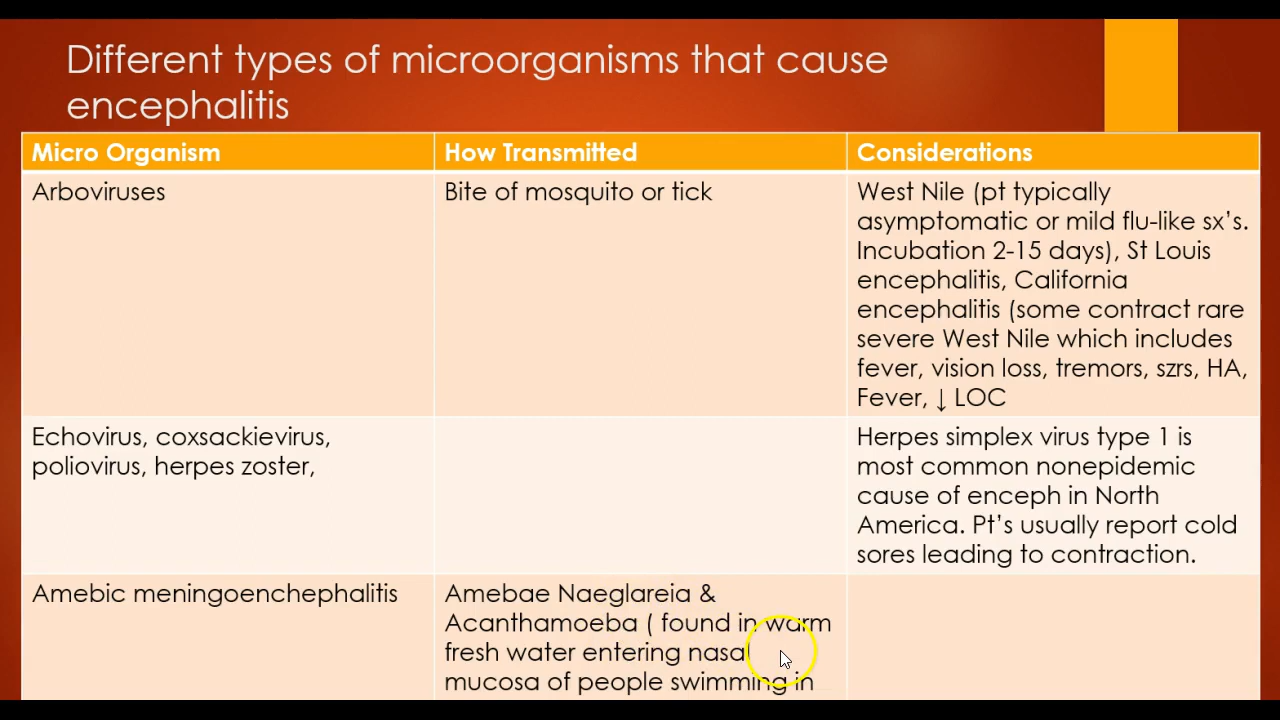 Different types of microorganisms that cause
encephalitis
Micro Organism
How Transmitted
Considerations
Arboviruses
Bite of mosquito or tick
West Nile (pt typically
asymptomatic or mild flu-like sx’s.
Incubation 2-15 days), St Louis
encephalitis, California
encephalitis (some contract rare
severe West Nile which includes
fever, vision loss, tremors, szrs, HA,
Fever, ↓ LOC
Echovirus, coxsackievirus,
poliovirus, herpes zoster,
Herpes simplex virus type 1 is
most common nonepidemic
cause of enceph in North
America. Pt’s usually report cold
sores leading to contraction.
Amebic meningoenchephalitis
Amebae Naeglareia &
Acanthamoeba ( found in warm
fresh water entering nasal
mucosa of people swimming in